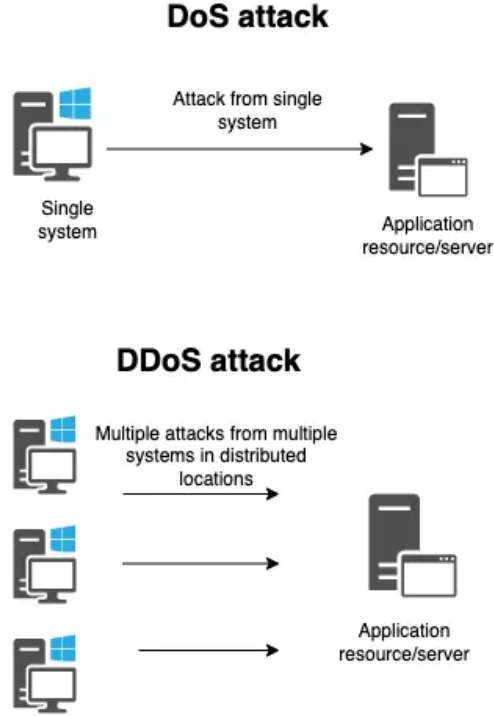 DoS attack
Attack from single
system
Single
system
Application
resource/server
DDoS attack
Multiple attacks from multiple
systems in distributed
locations
Application
resource/server